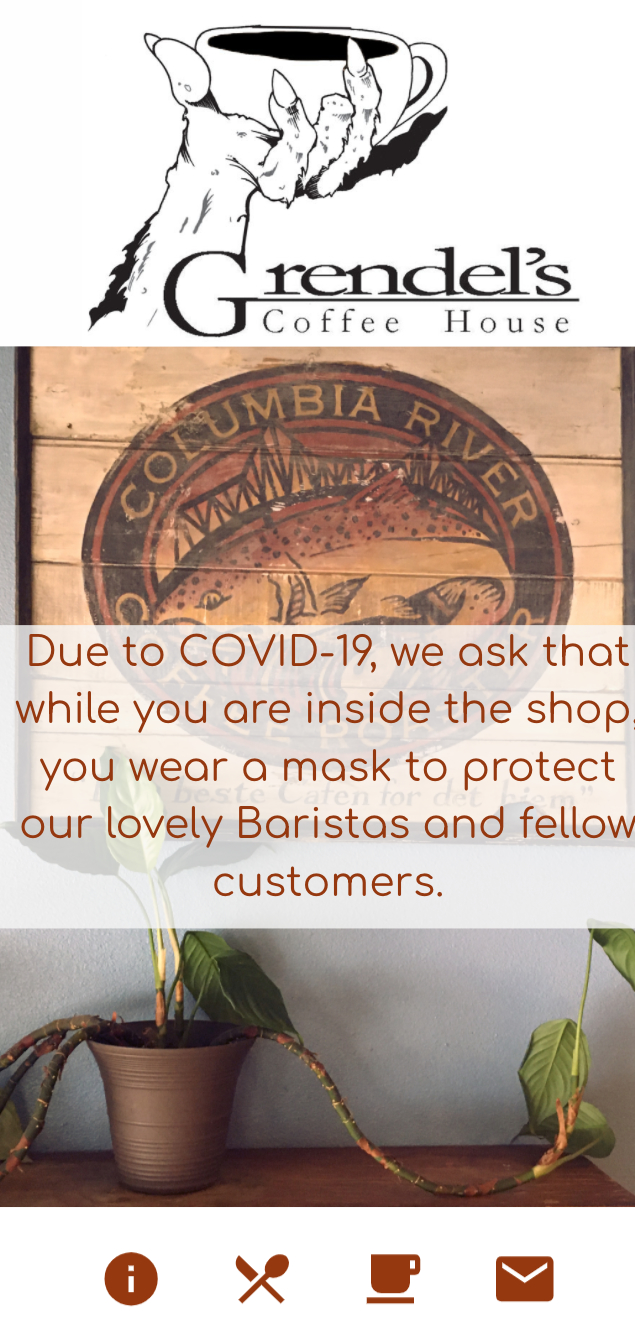 Grendel's
Coffee House
COLUMBIA RIVER
Due to COVID-19, we ask that
while you are inside the shop,
you wear a mask to protect
our lovely Baristas and fellow
customers.